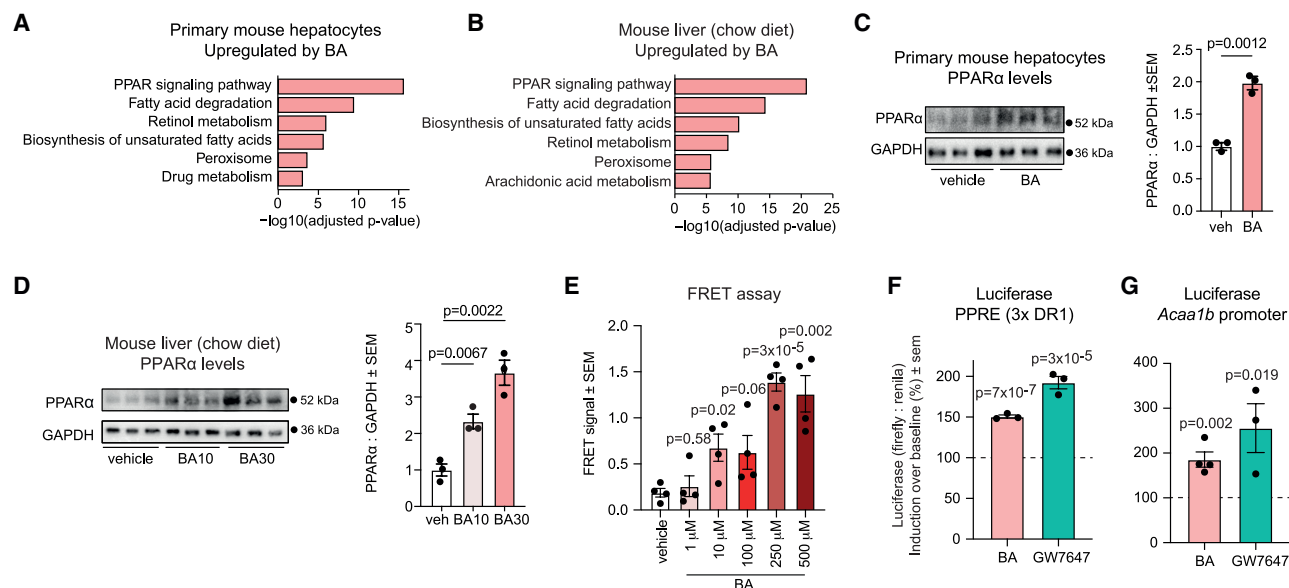 A
Primary mouse hepatocytes
Upregulated by BA
PPAR signaling pathway
Fatty acid degradation
Retinol metabolism
Biosynthesis of unsaturated fatty acids
Peroxisome
Drug metabolism
0 5 10 15
−log10(adjusted p-value)
B
Mouse liver (chow diet)
Upregulated by BA
PPAR signaling pathway
Fatty acid degradation
Biosynthesis of unsaturated fatty acids
Retinol metabolism
Peroxisome
Arachidonic acid metabolism
0 5 10 15 20 25
−log10(adjusted p-value)
C
Primary mouse hepatocytes
PPARα levels
PPARα
52 kDa
GAPDH
36 kDa
vehicle BA
PPARα : GAPDH ±SEM
2.5
2.0
1.5
1.0
0.5
0.0
p=0.0012
veh BA
D
Mouse liver (chow diet)
PPARα levels
PPARα
52 kDa
GAPDH
36 kDa
vehicle BA10 BA30
PPARα : GAPDH ± SEM
5
4
3
2
1
0
p=0.0022
p=0.0067
veh BA10 BA30
E
FRET assay
FRET signal ± SEM
2.0
1.5
1.0
0.5
0.0
p=0.58
p=0.02
p=0.06
p=3x10-5
p=0.002
vehicle
1 µM
10 µM
100 µM
250 µM
500 µM
BA
F
Luciferase
PPRE (3x DR1)
Luciferase (firefly : renila)
Induction over baseline (%) ± sem
250
200
150
100
50
0
p=7x10-7
p=3x10-5
BA GW7647
G
Luciferase
Acaa1b promoter
400
300
200
100
0
p=0.002
p=0.019
BA GW7647